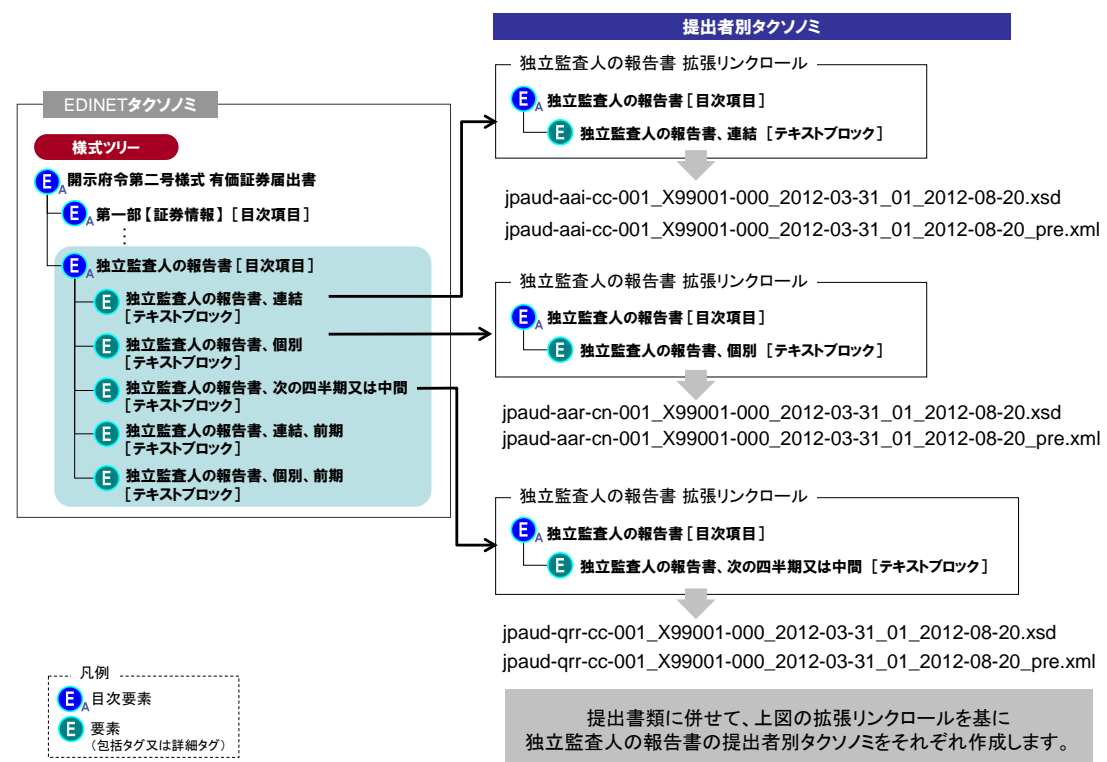 EDINETタクソノミ
様式ツリー
E A 開示府令第二号様式 有価証券届出書
E A 第一部【証券情報】［目次項目］
⋮
E A 独立監査人の報告書［目次項目］
E 独立監査人の報告書、連結
［テキストブロック］
E 独立監査人の報告書、個別
［テキストブロック］
E 独立監査人の報告書、次の四半期又は中間
［テキストブロック］
E 独立監査人の報告書、連結、前期
［テキストブロック］
E 独立監査人の報告書、個別、前期
［テキストブロック］
凡例
E A 目次要素
E 要素
（包括タグ又は詳細タグ）
提出者別タクソノミ
独立監査人の報告書 拡張リンクロール
E A 独立監査人の報告書［目次項目］
E 独立監査人の報告書、連結 ［テキストブロック］
jpaud-aai-cc-001_X99001-000_2012-03-31_01_2012-08-20.xsd
jpaud-aai-cc-001_X99001-000_2012-03-31_01_2012-08-20_pre.xml
独立監査人の報告書 拡張リンクロール
E A 独立監査人の報告書［目次項目］
E 独立監査人の報告書、個別 ［テキストブロック］
jpaud-aar-cn-001_X99001-000_2012-03-31_01_2012-08-20.xsd
jpaud-aar-cn-001_X99001-000_2012-03-31_01_2012-08-20_pre.xml
独立監査人の報告書 拡張リンクロール
E A 独立監査人の報告書［目次項目］
E 独立監査人の報告書、次の四半期又は中間 ［テキストブロック］
jpaud-qrr-cc-001_X99001-000_2012-03-31_01_2012-08-20.xsd
jpaud-qrr-cc-001_X99001-000_2012-03-31_01_2012-08-20_pre.xml
提出書類に併せて、上図の拡張リンクロールを基に
独立監査人の報告書の提出者別タクソノミをそれぞれ作成します。